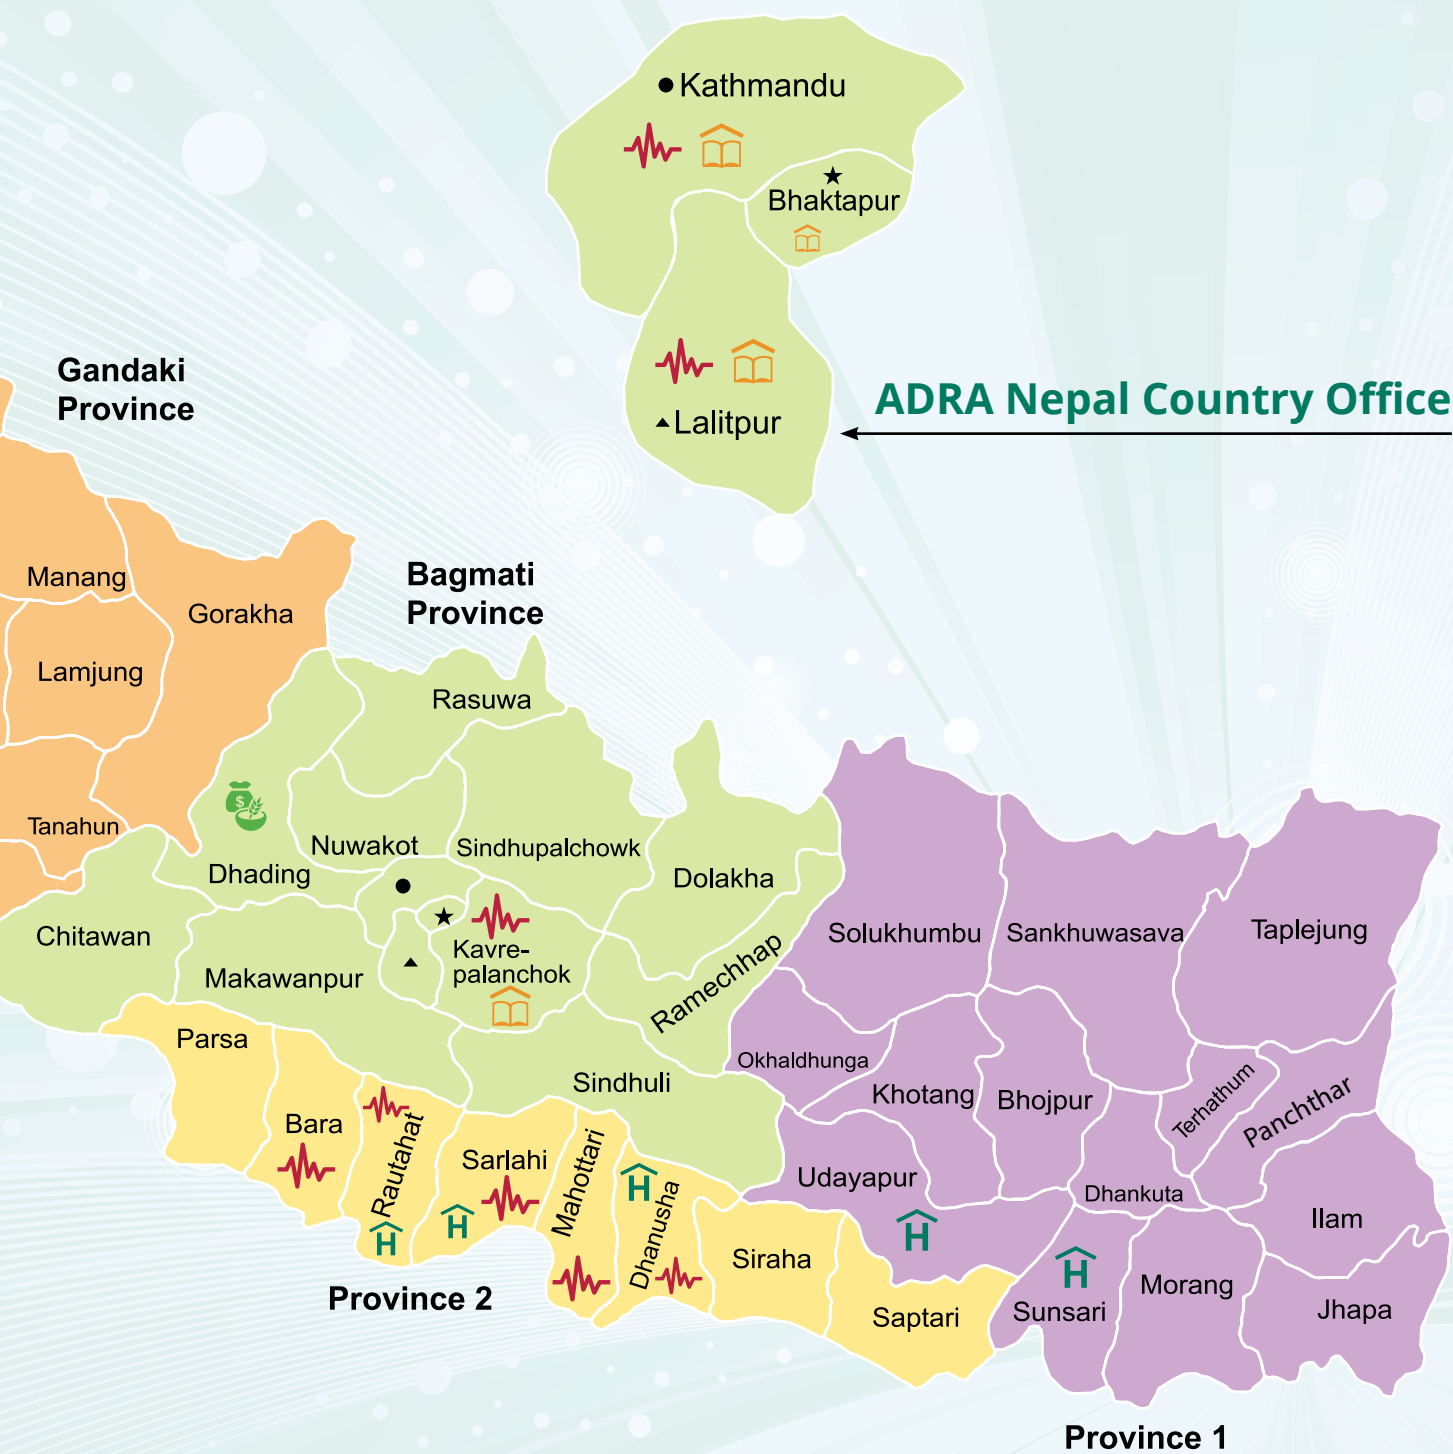 Kathmandu
Bhaktapur
Lalitpur
ADRA Nepal Country Office
Gandaki
Province
Manang
Gorakha
Lamjung
Tanahun
Bagmati
Province
Rasuwa
Nuwakot
Sindhupalchowk
Dhading
Dolakha
Chitawan
Makawanpur
Kavre-
palanchok
Ramechhap
Sindhuli
Parsa
Bara
Rautahat
H
Sarlahi
H
Mahottari
H
Dhanusha
Siraha
Saptari
Province 2
Solukhumbu
Sankhuwasava
Taplejung
Okhaldhunga
Khotang
Bhojpur
Terhathum
Panchthar
Udayapur
H
Dhankuta
Ilam
H
Sunsari
Morang
Jhapa
Province 1